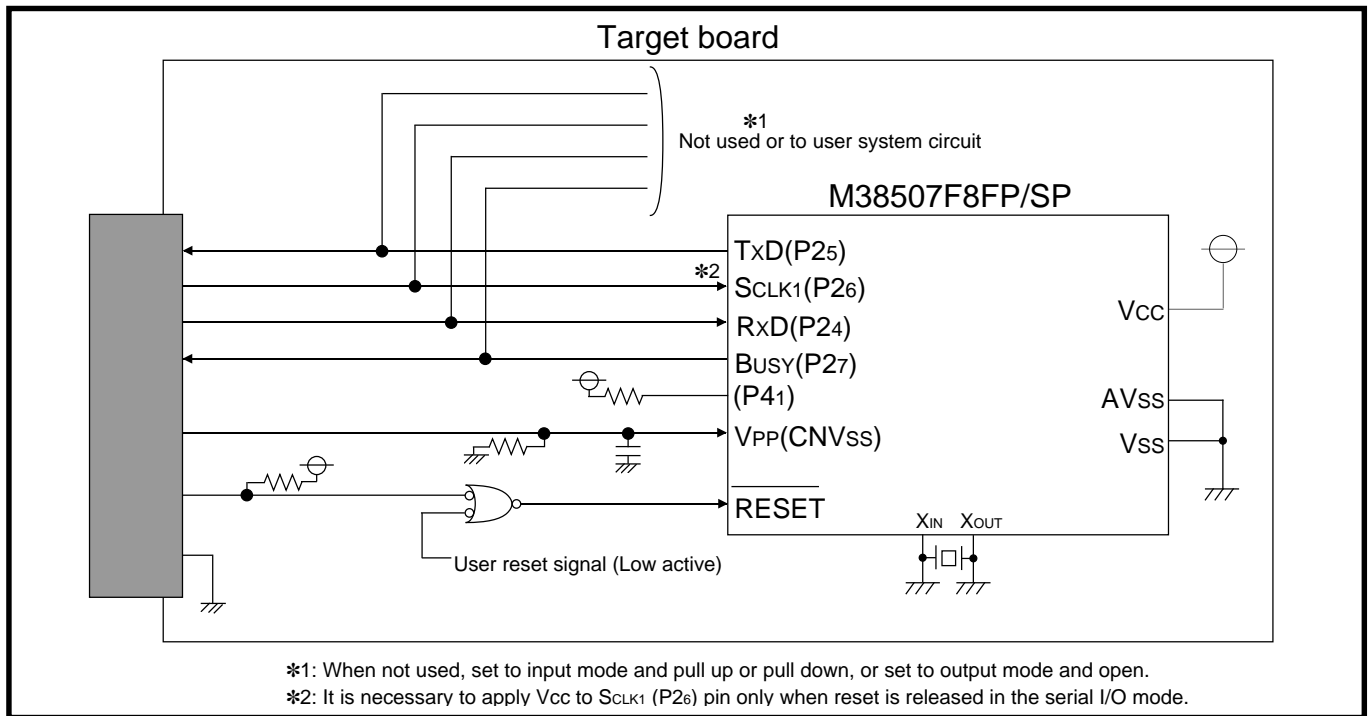 Target board
✽1
Not used or to user system circuit
M38507F8FP/SP
TXD(P25)
✽2
SCLK1(P26)
RXD(P24)
BUSY(P27)
(P41)
VPP(CNVSS)
RESET
VCC
AVSS
VSS
XIN XOUT
User reset signal (Low active)
✽1: When not used, set to input mode and pull up or pull down, or set to output mode and open.
✽2: It is necessary to apply Vcc to SCLK1 (P26) pin only when reset is released in the serial I/O mode.